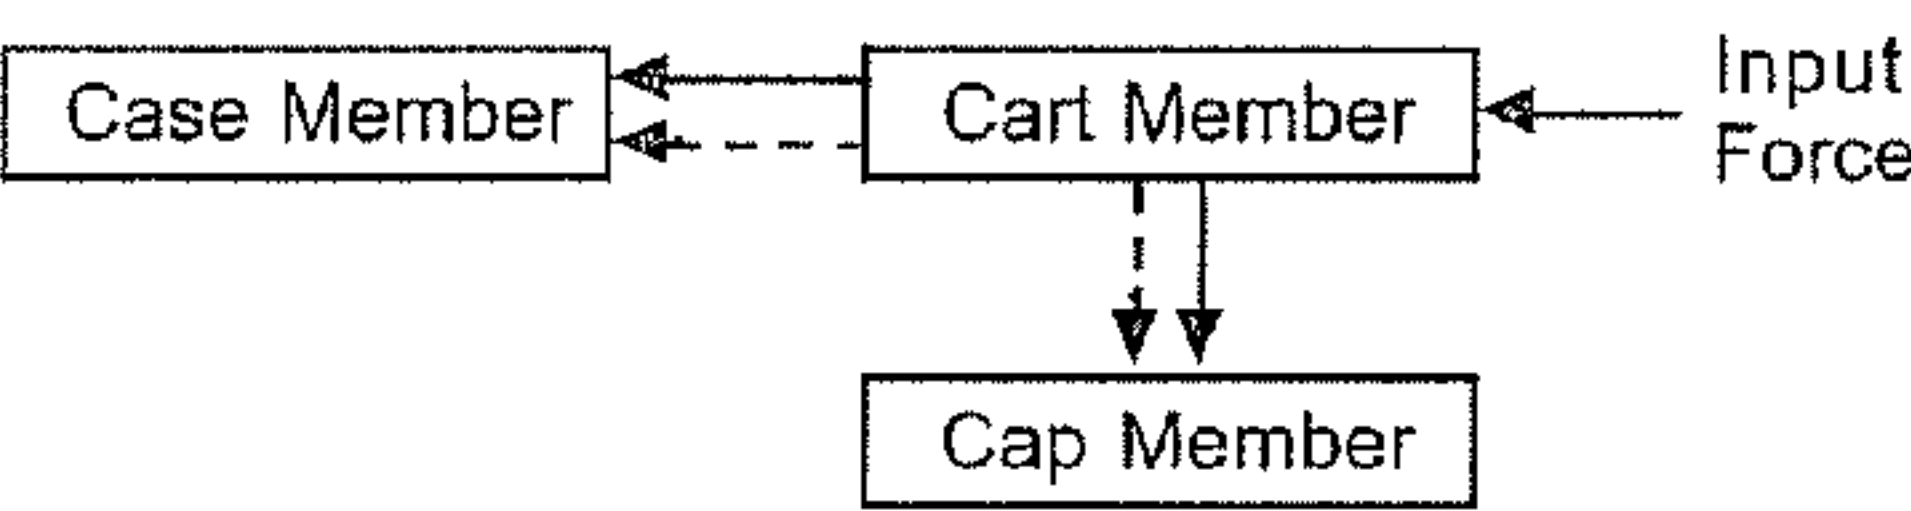 Case Member
Cart Member
Input
Force
Cap Member